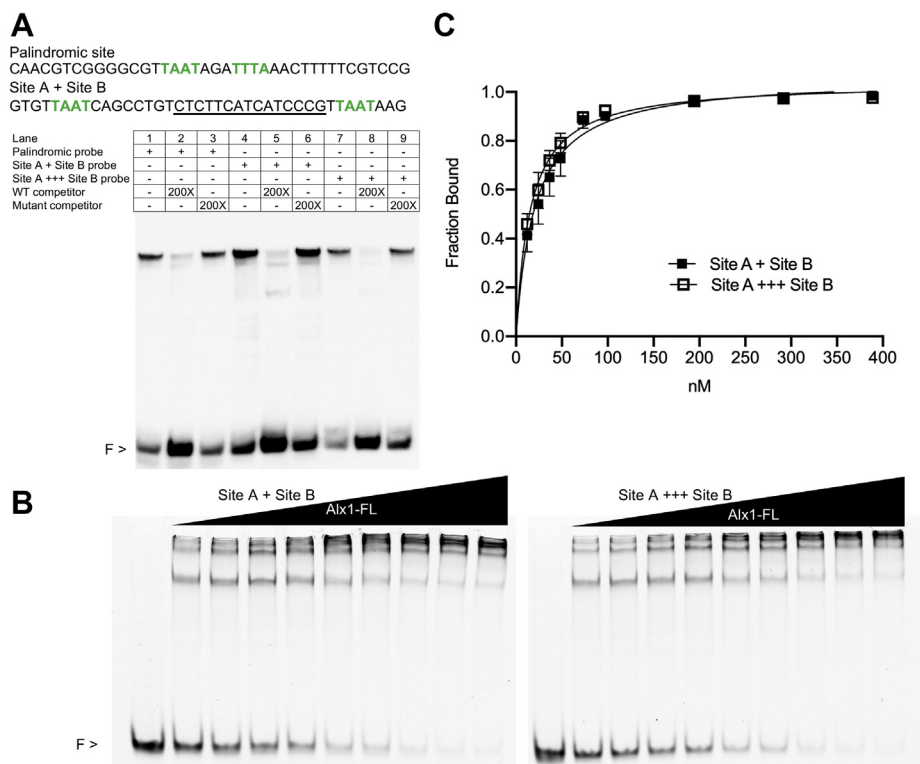 A
Palindromic site
CAACGTCGGGGCGTTAATAGATTTAAACTTTTTCGTCCG
Site A + Site B
GTGTTAATCAGCCTGTCTCTTCATCATCCCGTTAATAAG
Lane 1 2 3 4 5 6 7 8 9
Palindromic probe + + + - - - - - -
Site A + Site B probe - - - + + + - - -
Site A +++ Site B probe - - - - - - + + +
WT competitor - 200X - - 200X - - 200X -
Mutant competitor - - 200X - - 200X - - 200X
F >
C
Fraction Bound
1.0
0.8
0.6
0.4
0.2
0.0
Site A + Site B
Site A +++ Site B
0 50 100 150 200 250 300 350 400
nM
B
Site A + Site B
Alx1-FL
Site A +++ Site B
Alx1-FL
F >